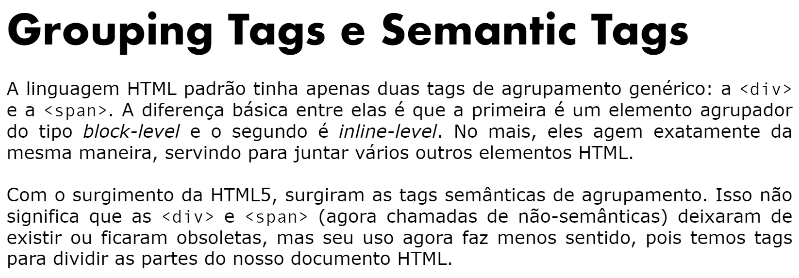 Grouping Tags e Semantic Tags
A linguagem HTML padrão tinha apenas duas tags de agrupamento genérico: a <div>
e a <span>. A diferença básica entre elas é que a primeira é um elemento agrupador
do tipo block-level e o segundo é inline-level. No mais, eles agem exatamente da
mesma maneira, servindo para juntar vários outros elementos HTML.
Com o surgimento da HTML5, surgiram as tags semânticas de agrupamento. Isso não
significa que as <div> e <span> (agora chamadas de não-semânticas) deixaram de
existir ou ficaram obsoletas, mas seu uso agora faz menos sentido, pois temos tags
para dividir as partes do nosso documento HTML.